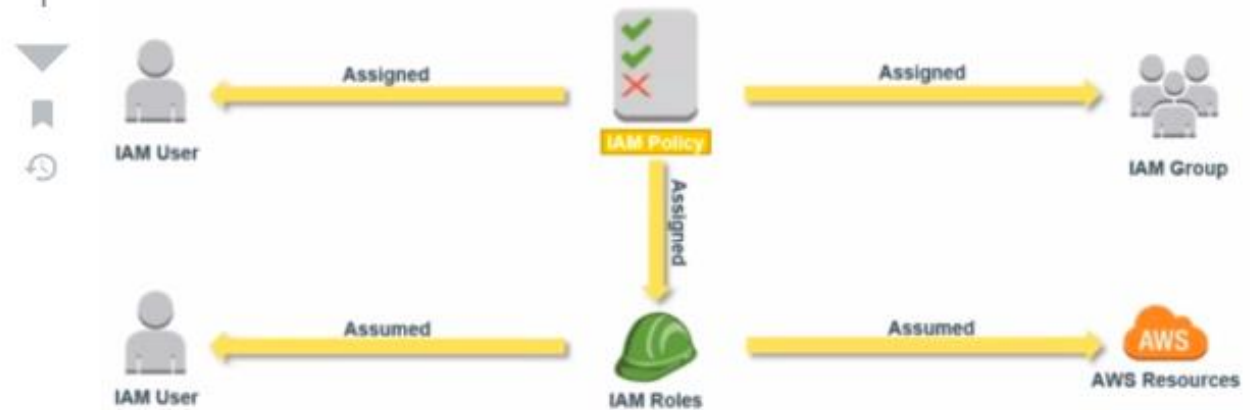 Assigned
Assigned
IAM User
IAM Policy
IAM Group
Assigned
Assumed
Assumed
AWS
IAM User
IAM Roles
AWS Resources